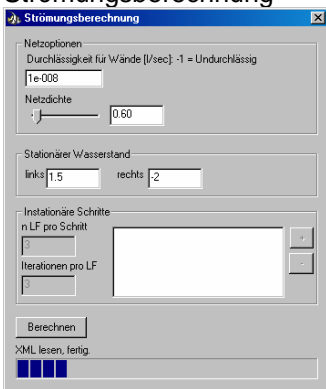 Strömungsberechnung
Strömungsberechnung
Netzoptionen
Durchlässigkeit für Wände [l/sec]: -1 = Undurchlässig
1e-008
Netzdichte
0.60
Stationärer Wasserstand
links 1.5 rechts -2
Instationäre Schritte
n LF pro Schritt
3
+
Iterationen pro LF
-
3
Berechnen
XML lesen, fertig.